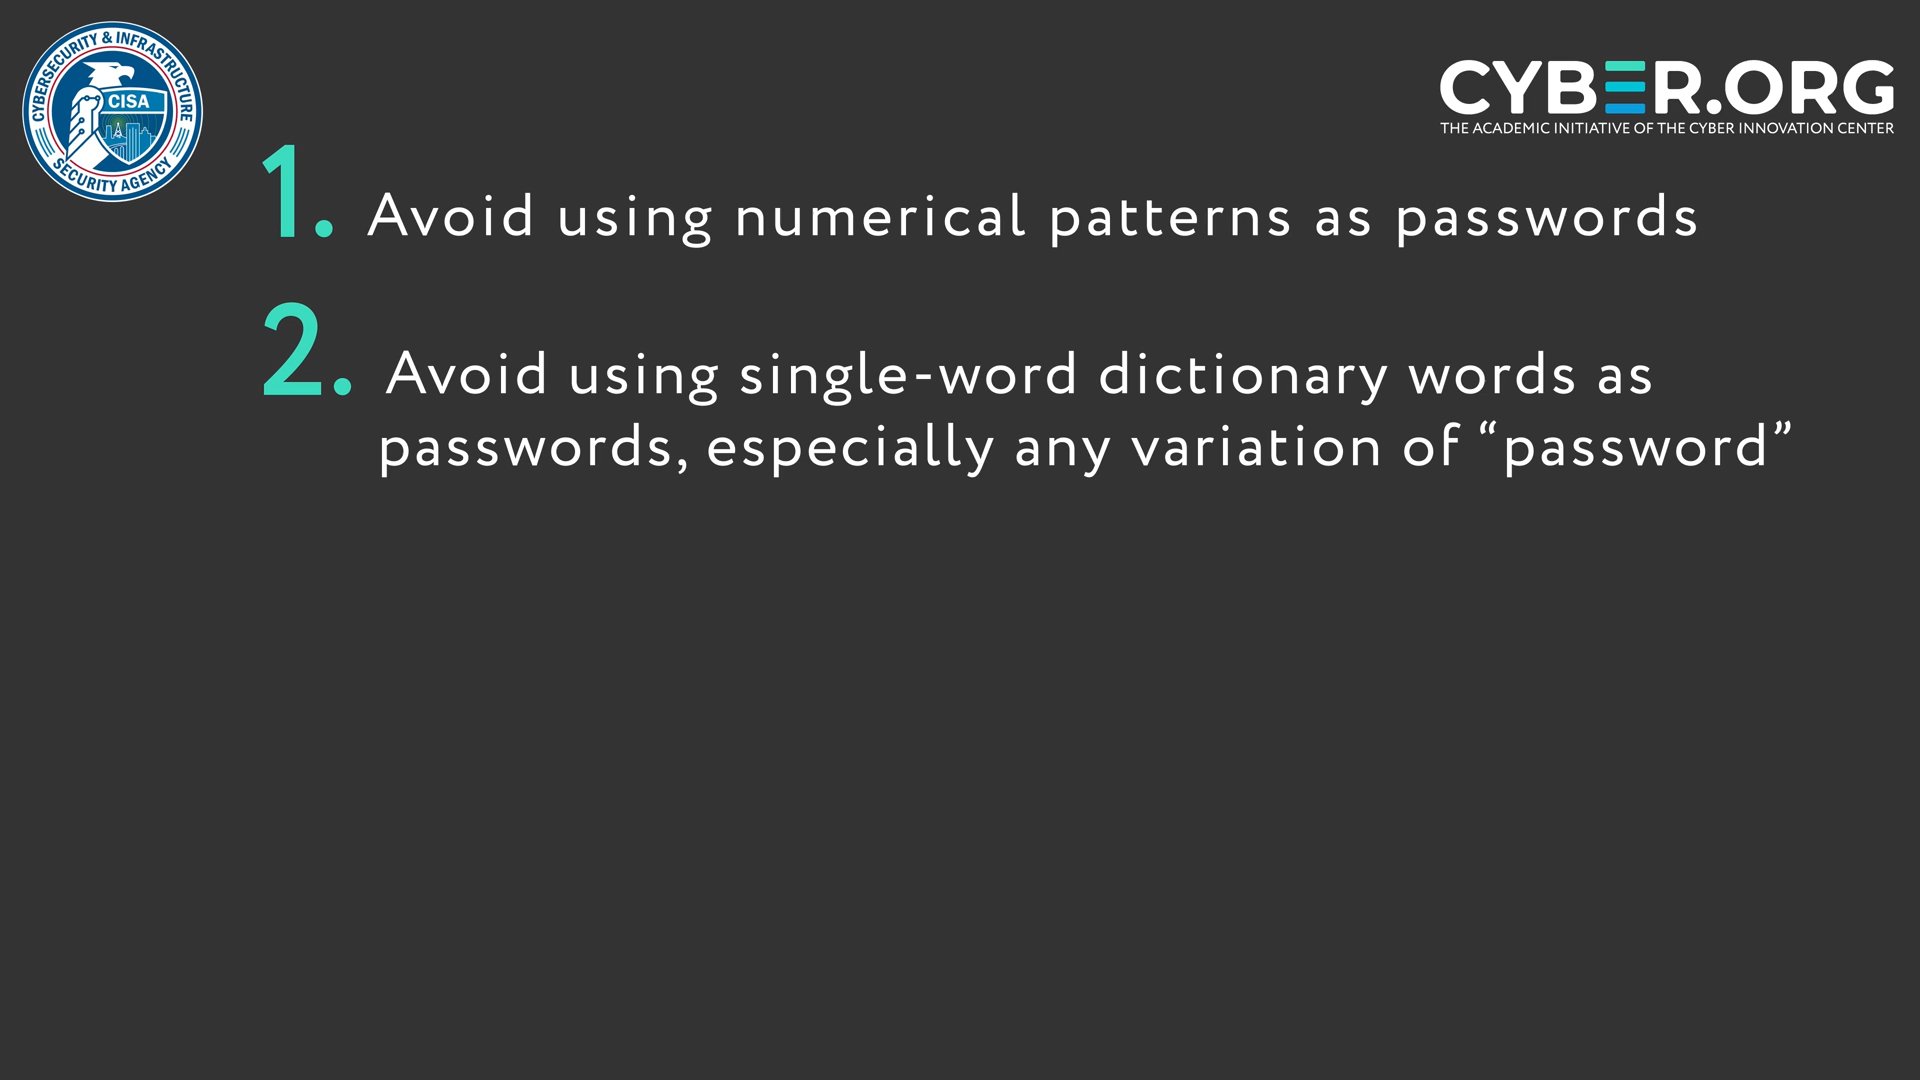 CYBERSECURITY & INFRASTRUCTURE
SECURITY AGENCY
CISA
CYBER.ORG
THE ACADEMIC INITIATIVE OF THE CYBER INNOVATION CENTER
1. Avoid using numerical patterns as passwords
2. Avoid using single-word dictionary words as
passwords, especially any variation of “password”